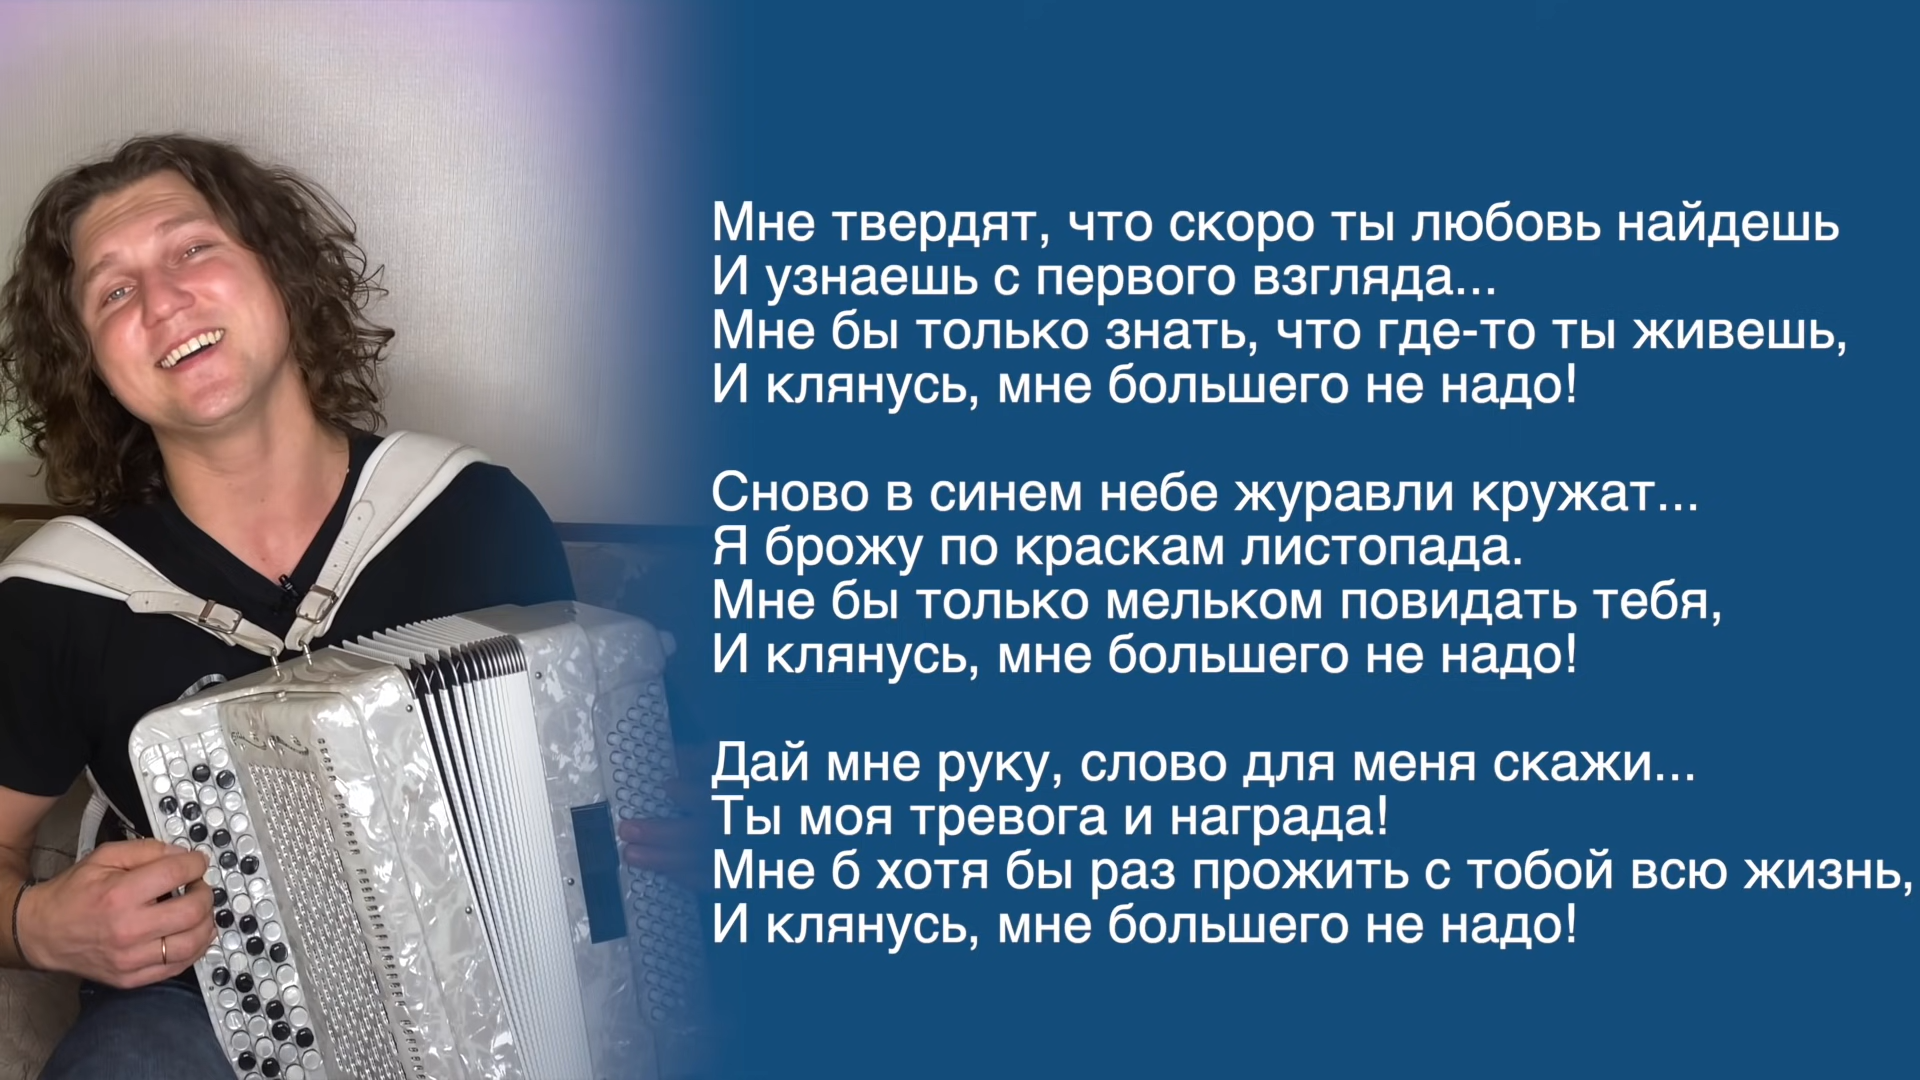 Мне твердят, что скоро ты любовь найдешь
И узнаешь с первого взгляда...
Мне бы только знать, что где-то ты живешь,
И клянусь, мне большего не надо!
Сново в синем небе журавли кружат...
Я брожу по краскам листопада.
Мне бы только мельком повидать тебя,
И клянусь, мне большего не надо!
Дай мне руку, слово для меня скажи...
Ты моя тревога и награда!
Мне б хотя бы раз прожить с тобой всю жизнь,
И клянусь, мне большего не надо!